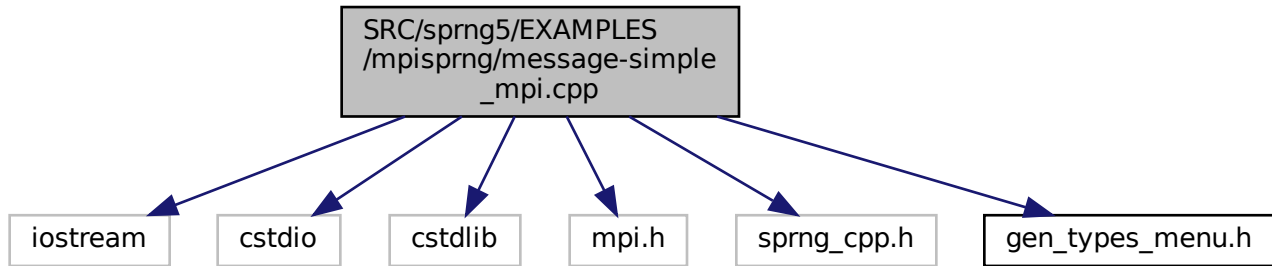 SRC/sprng5/EXAMPLES
/mpisprng/message-simple
_mpi.cpp
iostream
cstdio
cstdlib
mpi.h
sprng_cpp.h
gen_types_menu.h